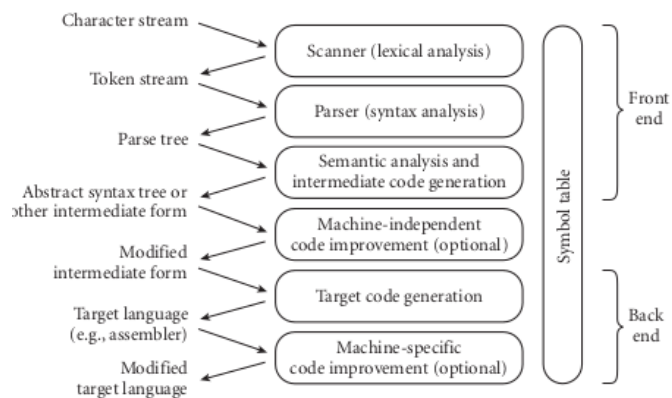 Character stream
Scanner (lexical analysis)
Token stream
Parser (syntax analysis)
Parse tree
Semantic analysis and
intermediate code generation
Abstract syntax tree or
other intermediate form
Machine-independent
code improvement (optional)
Modified
intermediate form
Target code generation
Target language
(e.g., assembler)
Machine-specific
code improvement (optional)
Modified
target language
Symbol table
Front
end
Back
end